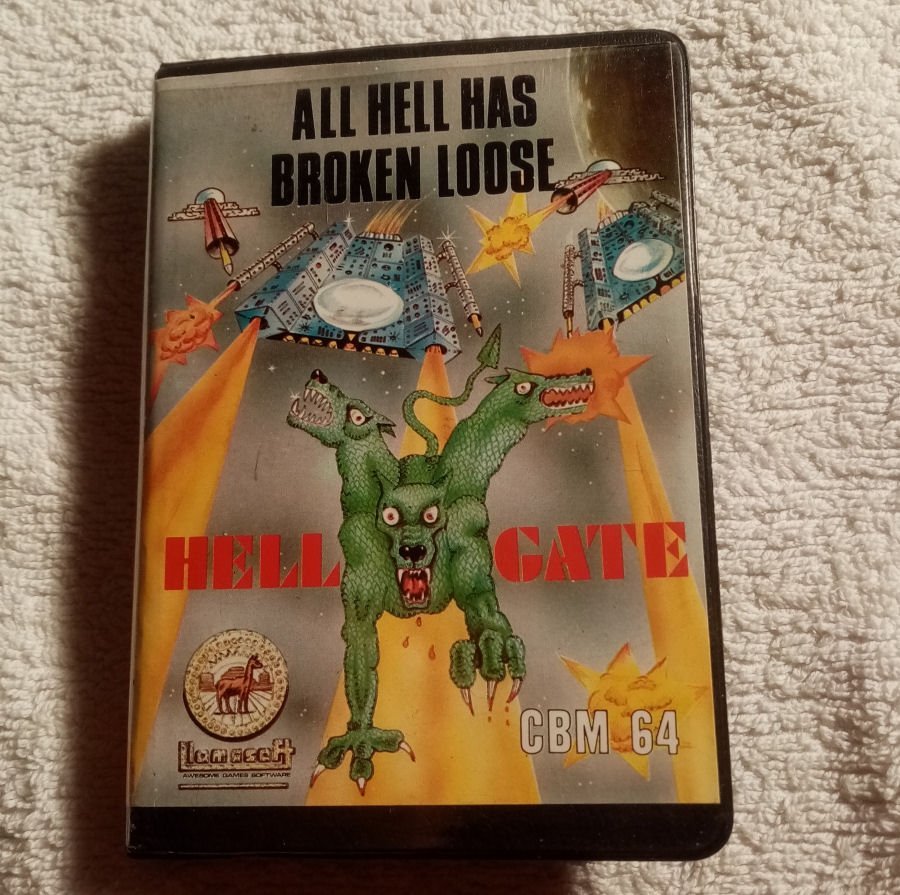 ALL HELL HAS
BROKEN LOOSE
HELL GATE
CBM 64
Llamasoft
AWESOME GAMES SOFTWARE